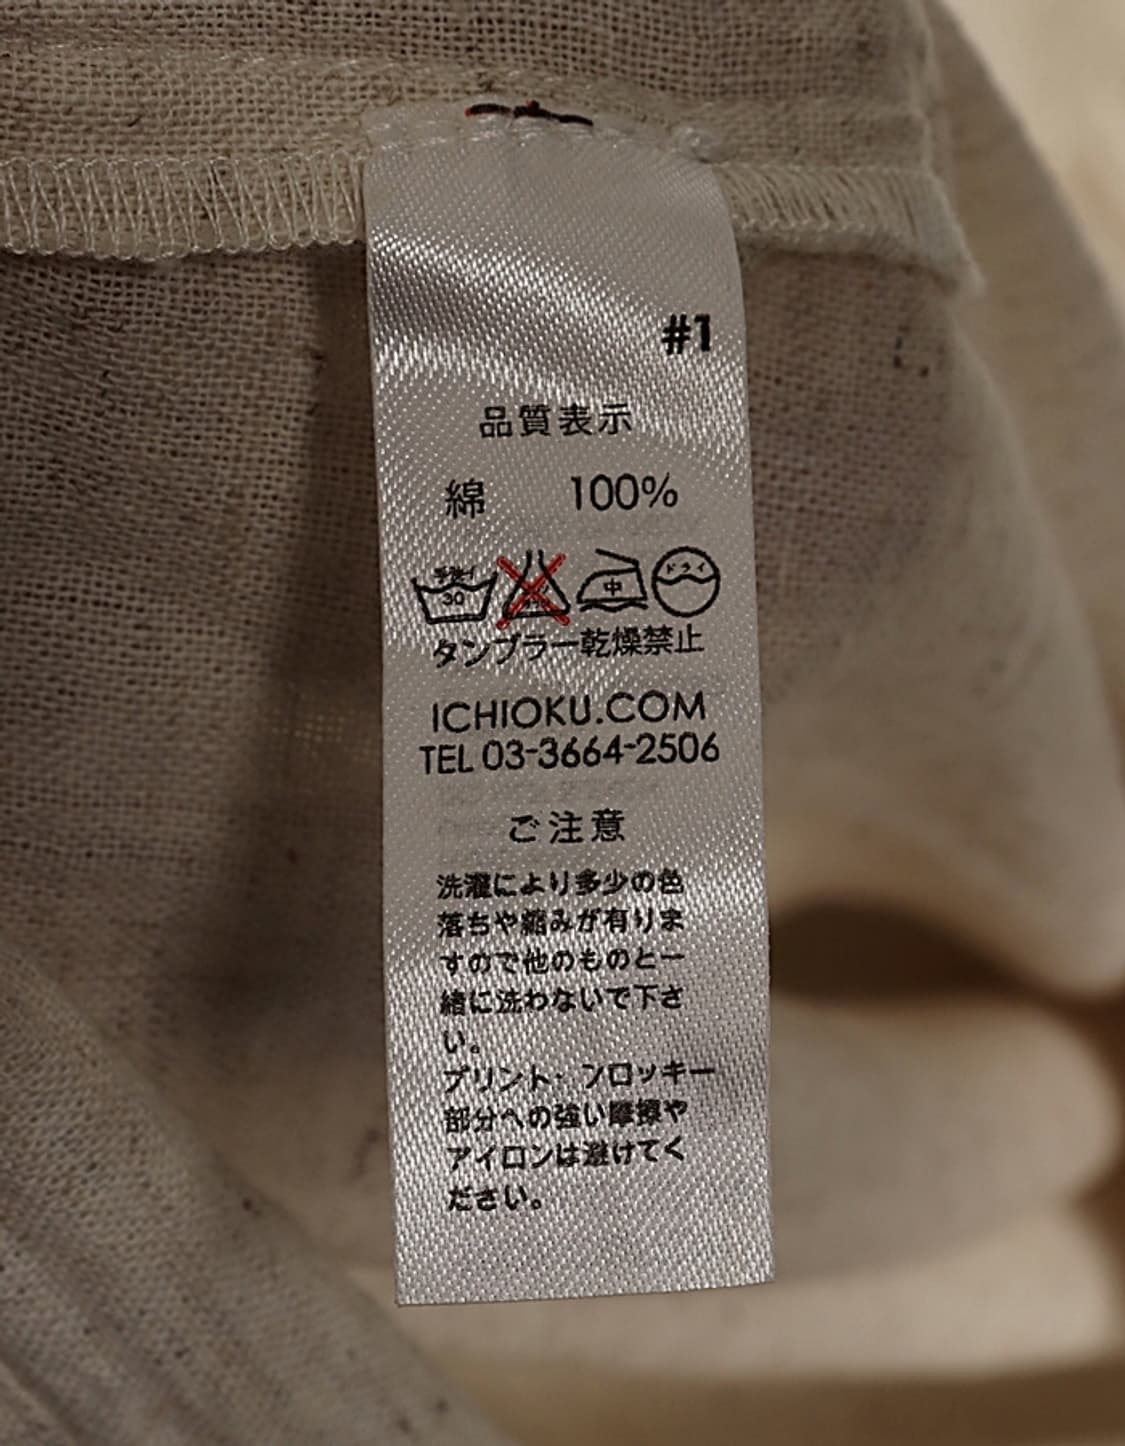 #1
品質表示
綿 100%
手洗イ 30 中 ドライ
タンブラー乾燥禁止
ICHIOKU.COM
TEL 03-3664-2506
ご注意
洗濯により多少の色
落ちや縮みが有りま
すので他のものと一
緒に洗わないで下さ
い。
プリント・フロッキー
部分への強い摩擦や
アイロンは避けてく
ださい。